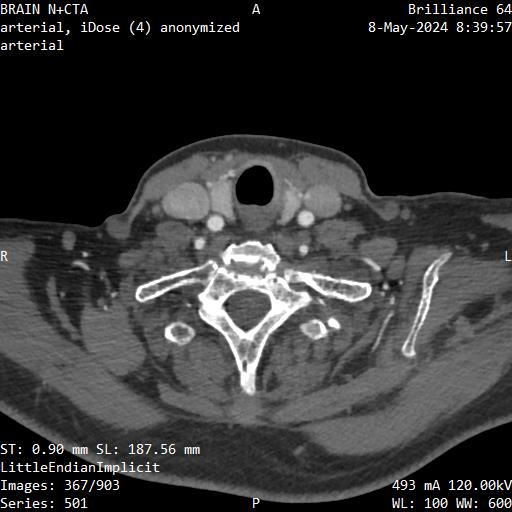 BRAIN N+CTA
arterial, iDose (4) anonymized
arterial
A
Brilliance 64
8-May-2024 8:39:57
R
L
ST: 0.90 mm SL: 187.56 mm
LittleEndianImplicit
Images: 367/903
Series: 501
P
493 mA 120.00kV
WL: 100 WW: 600